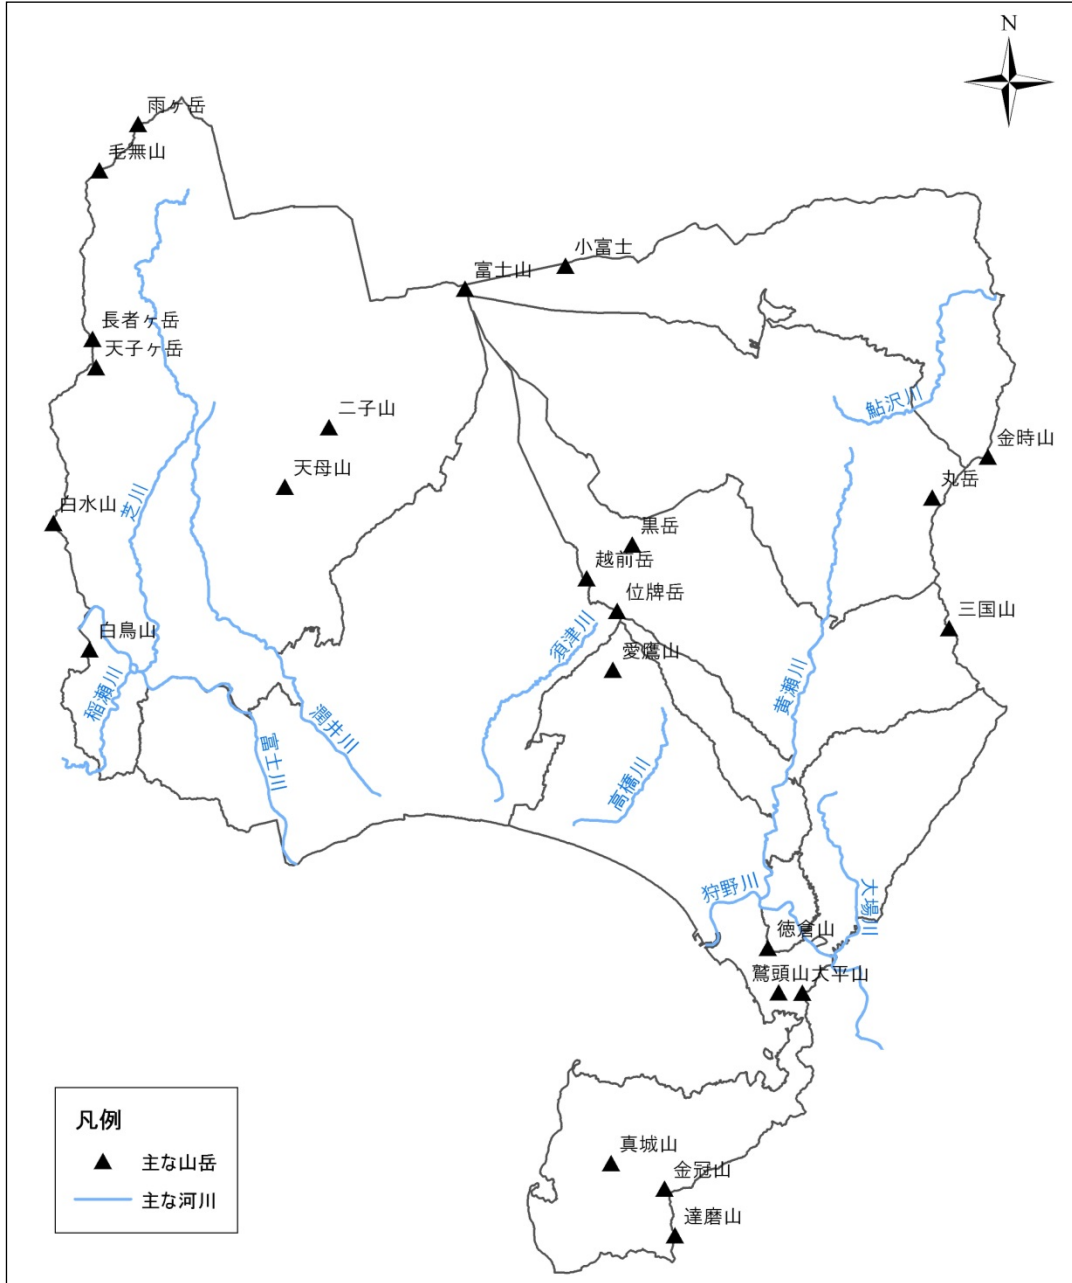 N
雨ヶ岳
毛無山
小富士
富士山
長者ヶ岳
天子ヶ岳
鮎沢川
二子山
金時山
天母山
丸岳
芝川
白水山
黒岳
越前岳
位牌岳
三国山
須津川
白鳥山
愛鷹山
黄瀬川
稲瀬川
潤井川
富士川
高橋川
狩野川
大場川
徳倉山
鷲頭山
大平山
凡例
主な山岳
主な河川
真城山
金冠山
達磨山